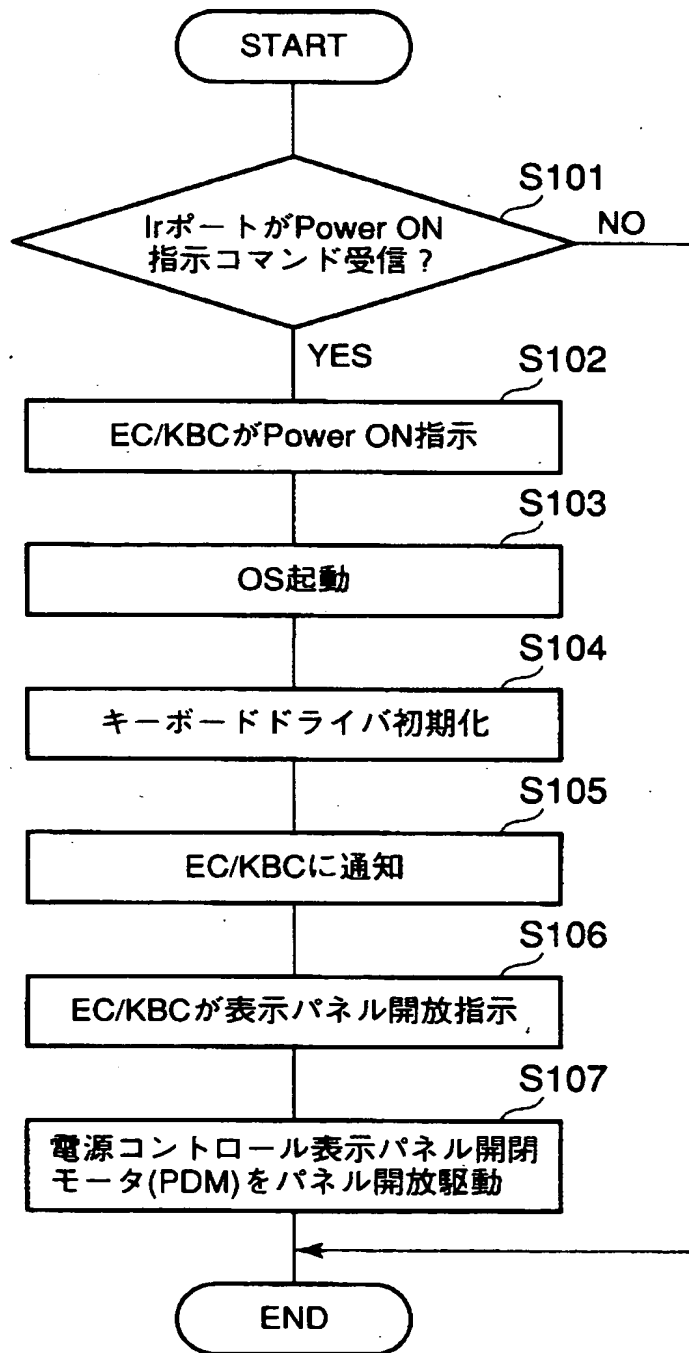 START
S101
IrポートがPower ON
指示コマンド受信?
NO
YES
S102
EC/KBCがPower ON指示
S103
OS起動
S104
キーボードドライバ初期化
S105
EC/KBCに通知
S106
EC/KBCが表示パネル開放指示
S107
電源コントロール表示パネル開閉
モータ(PDM)をパネル開放駆動
END